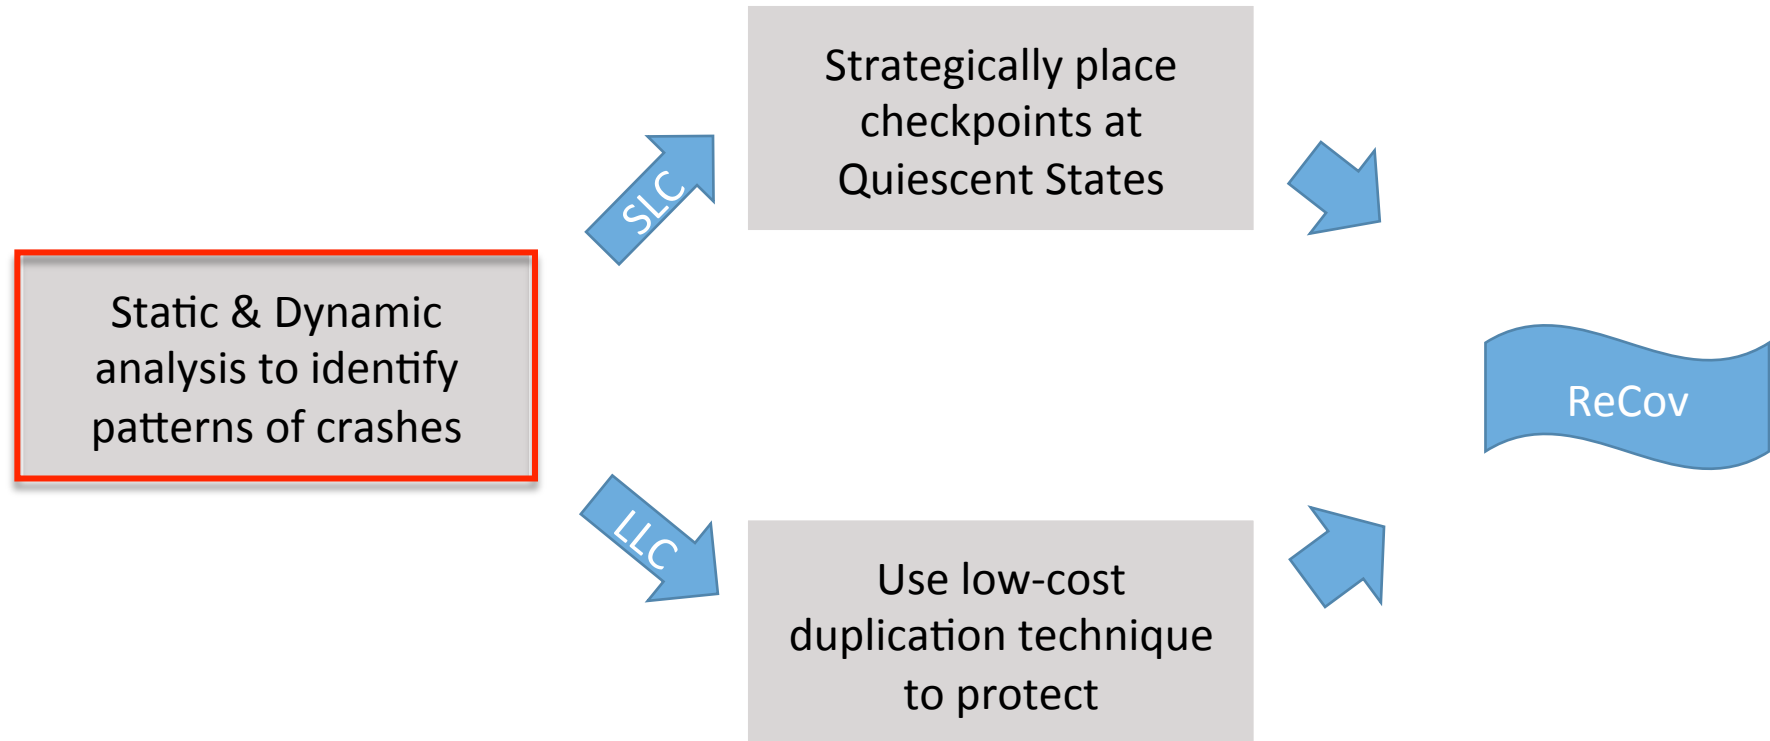 Static & Dynamic
analysis to identify
patterns of crashes
SLC
Strategically place
checkpoints at
Quiescent States
LLC
Use low-cost
duplication technique
to protect
ReCov